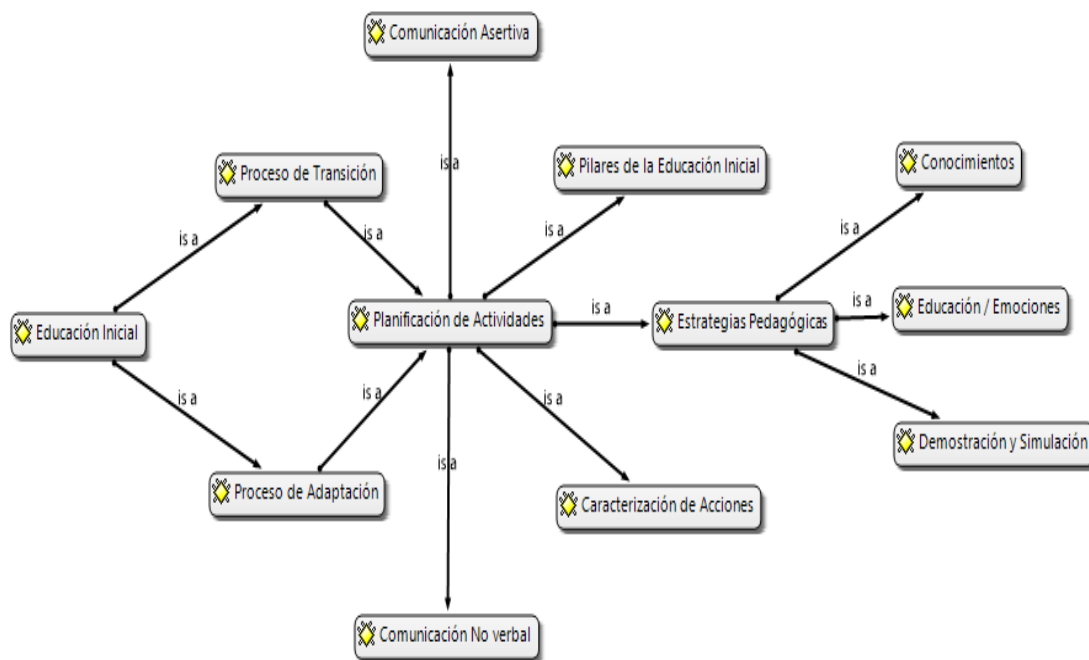 Comunicación Asertiva
is a
Proceso de Transición
Pilares de la Educación Inicial
Conocimientos
is a
is a
is a
is a
Educación Inicial
Planificación de Actividades
is a
Estrategias Pedagógicas
is a
Educación / Emociones
is a
is a
is a
is a
Demostración y Simulación
is a
Proceso de Adaptación
Caracterización de Acciones
Comunicación No verbal